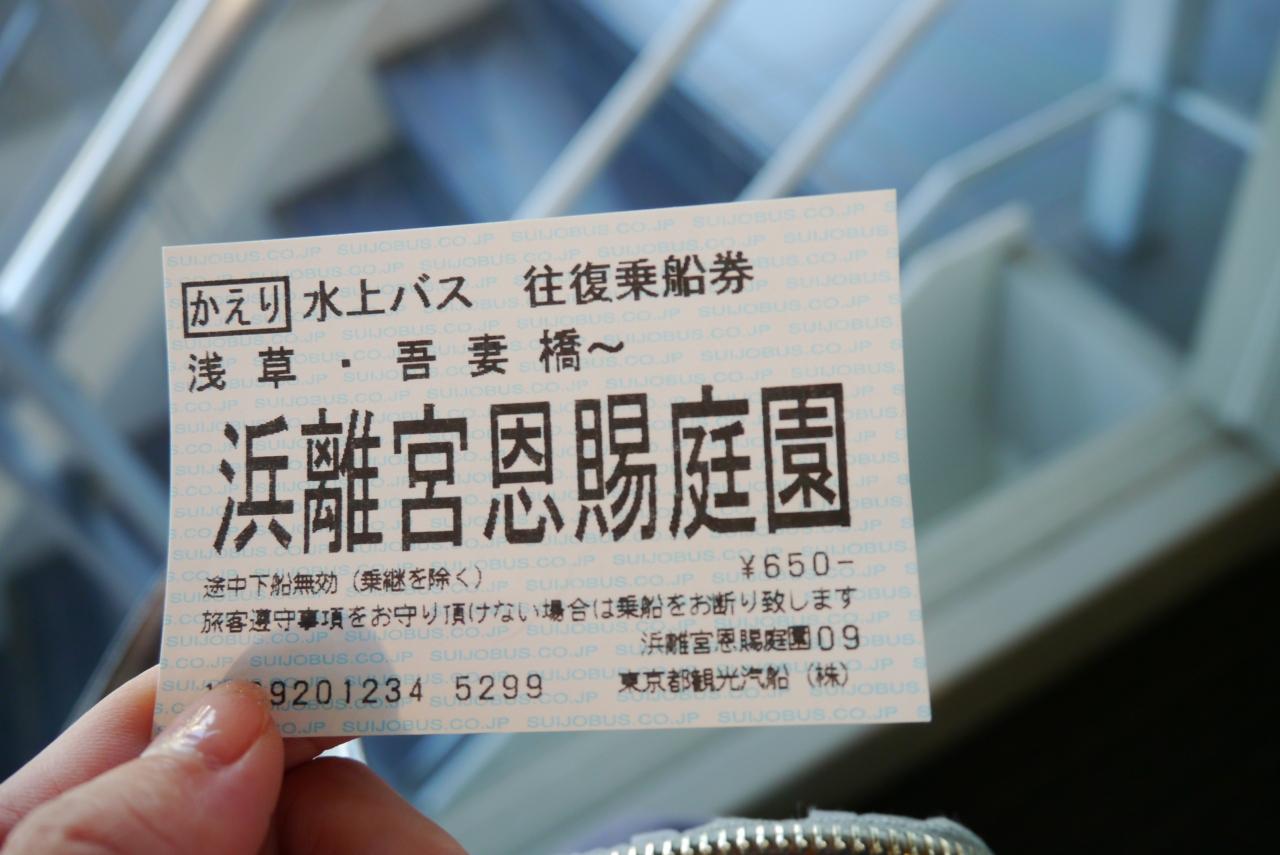 かえり 水上バス 往復乗船券
浅草・吾妻橋～
浜離宮恩賜庭園
¥650-
途中下船無効（乗継を除く）
旅客遵守事項をお守り頂けない場合は乗船をお断り致します
浜離宮恩賜庭園09
9201234 5299 東京都観光汽船（株）
SUIJOBUS.CO.JP